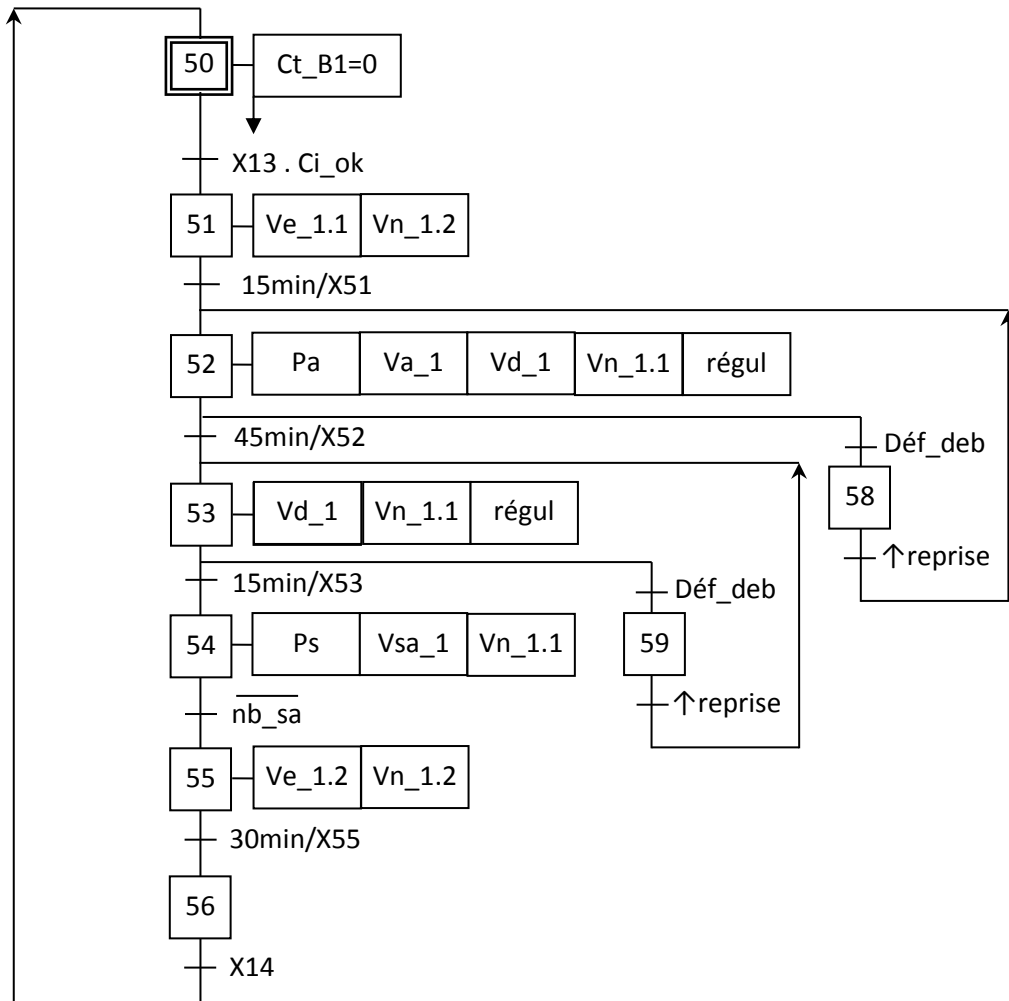 50 Ct_B1=0
X13 . Ci_ok
51 Ve_1.1 Vn_1.2
15min/X51
52 Pa Va_1 Vd_1 Vn_1.1 régul
45min/X52 Déf_deb
53 Vd_1 Vn_1.1 régul 58
↑reprise
15min/X53 Déf_deb
54 Ps Vsa_1 Vn_1.1 59
nb_sa ↑reprise
55 Ve_1.2 Vn_1.2
30min/X55
56
X14